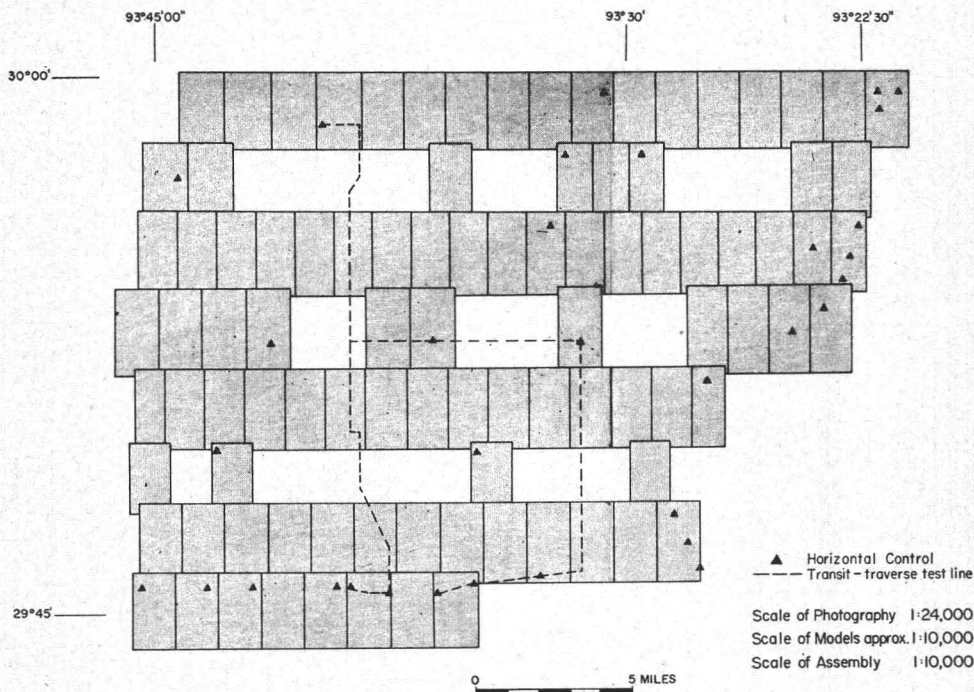 93°45'00"
93°30'
93°22'30"
30°00'
29°45'
Horizontal Control
Transit-traverse test line
Scale of Photography 1:24,000
Scale of Models approx. 1:10,000
Scale of Assembly 1:10,000
0 5 MILES